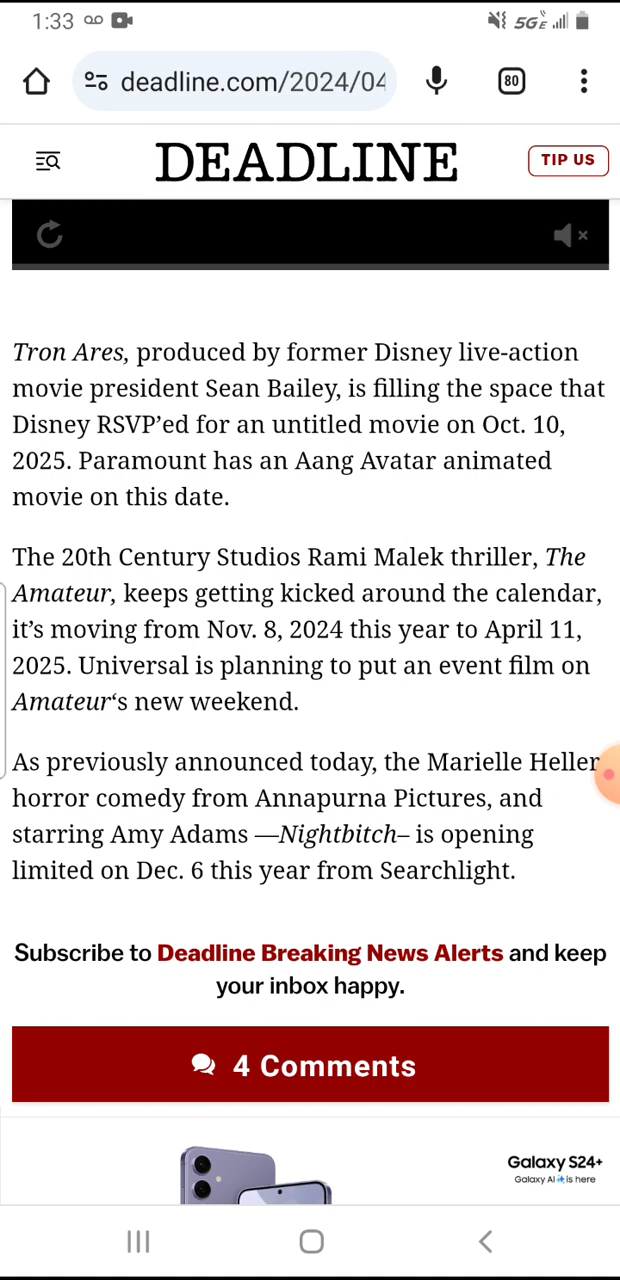 1:33
5GE
deadline.com/2024/04
80
DEADLINE
TIP US
Tron Ares, produced by former Disney live-action
movie president Sean Bailey, is filling the space that
Disney RSVP’ed for an untitled movie on Oct. 10,
2025. Paramount has an Aang Avatar animated
movie on this date.
The 20th Century Studios Rami Malek thriller, The
Amateur, keeps getting kicked around the calendar,
it’s moving from Nov. 8, 2024 this year to April 11,
2025. Universal is planning to put an event film on
Amateur‘s new weekend.
As previously announced today, the Marielle Heller
horror comedy from Annapurna Pictures, and
starring Amy Adams —Nightbitch– is opening
limited on Dec. 6 this year from Searchlight.
Subscribe to Deadline Breaking News Alerts and keep
your inbox happy.
4 Comments
Galaxy S24+
Galaxy AI is here